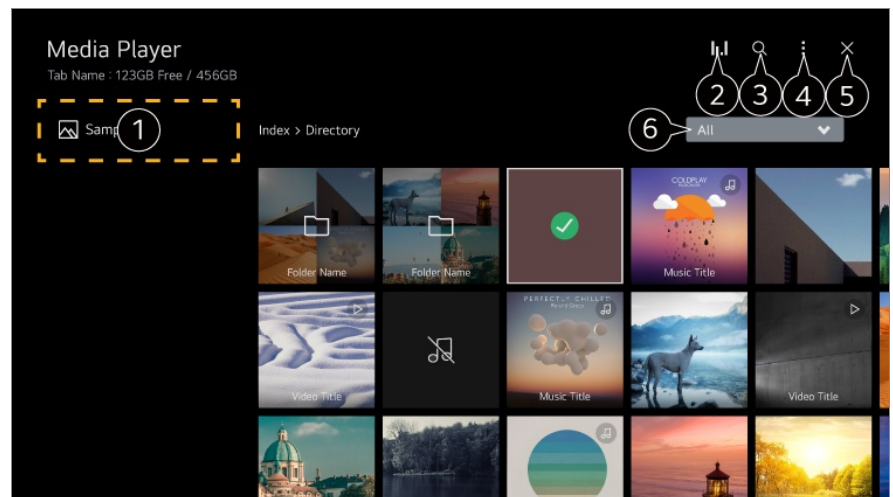 Media Player
Tab Name : 123GB Free / 456GB
2
3
4
5
1
Index > Directory
6
All
Folder Name
Folder Name
COLDPLAY
Music Title
PERFECTLY CHILLED
Video Title
Music Title
Video Title